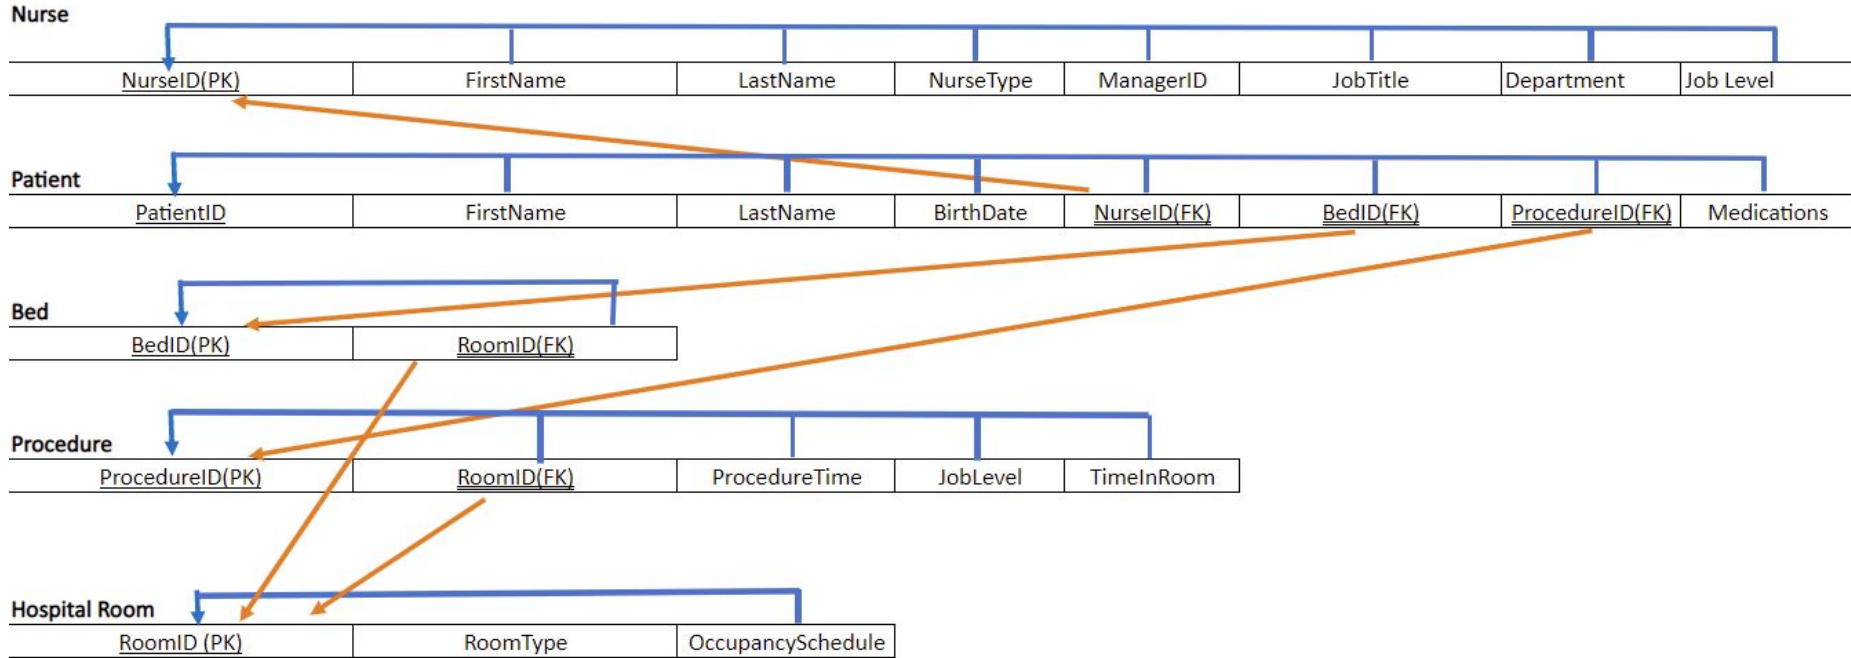 Nurse
NurseID(PK) FirstName LastName NurseType ManagerID JobTitle Department Job Level
Patient
PatientID FirstName LastName BirthDate NurseID(FK) BedID(FK) ProcedureID(FK) Medications
Bed
BedID(PK) RoomID(FK)
Procedure
ProcedureID(PK) RoomID(FK) ProcedureTime JobLevel TimeInRoom
Hospital Room
RoomID (PK) RoomType OccupancySchedule